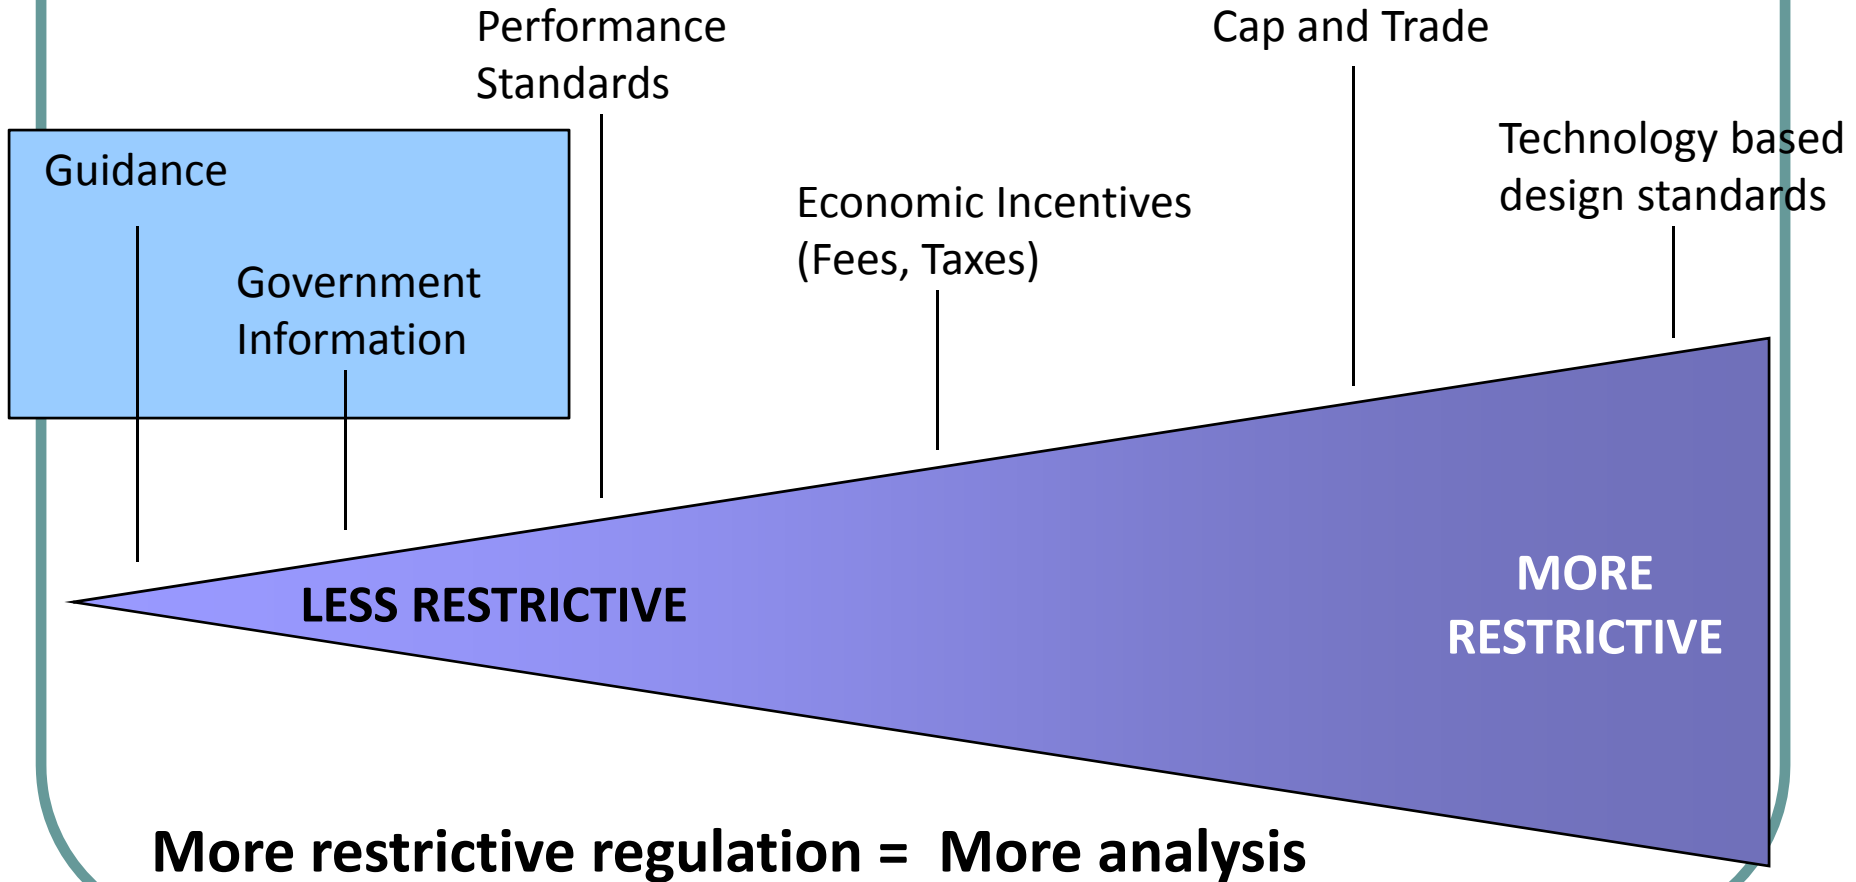 Performance
Standards
Cap and Trade
Technology based
design standards
Guidance
Economic Incentives
(Fees, Taxes)
Government
Information
LESS RESTRICTIVE
MORE
RESTRICTIVE
More restrictive regulation = More analysis